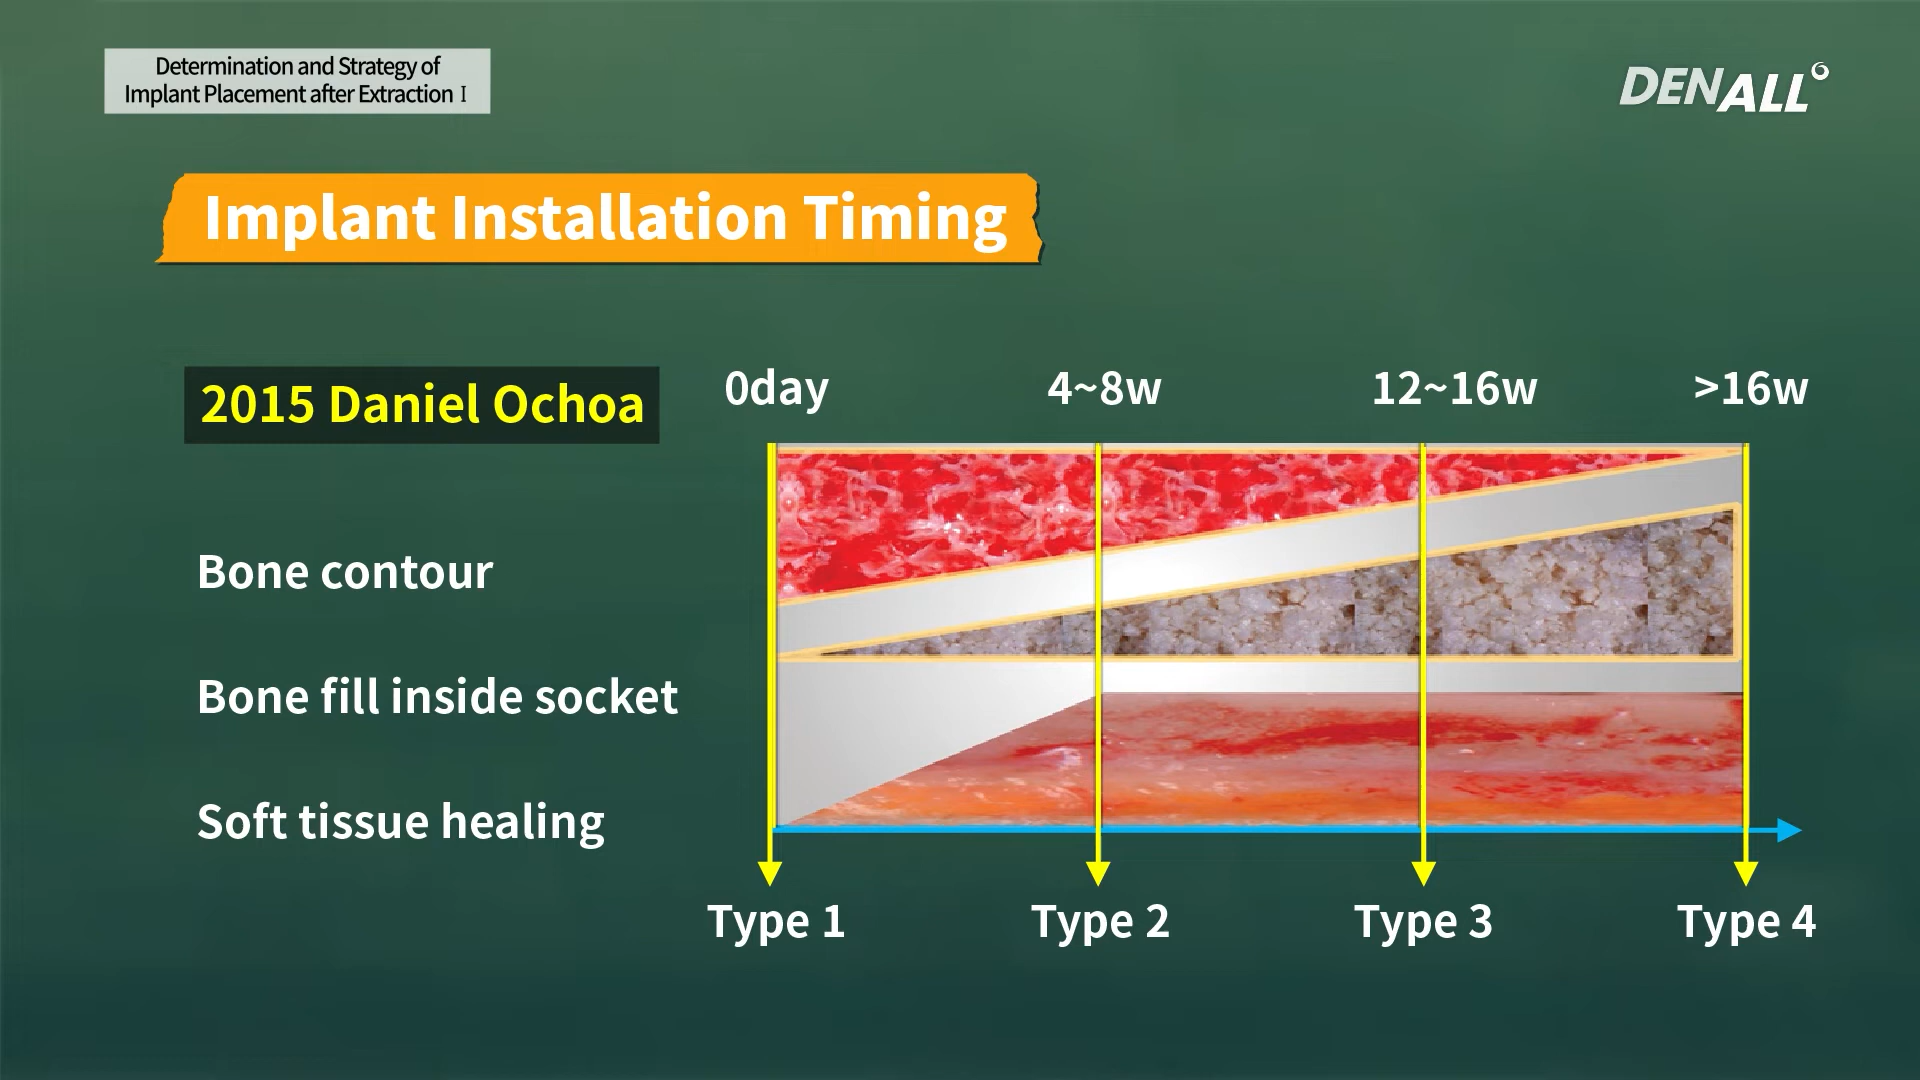 Determination and Strategy of
Implant Placement after Extraction Ⅰ
DENALL
Implant Installation Timing
2015 Daniel Ochoa
0day 4~8w 12~16w >16w
Bone contour
Bone fill inside socket
Soft tissue healing
Type 1 Type 2 Type 3 Type 4